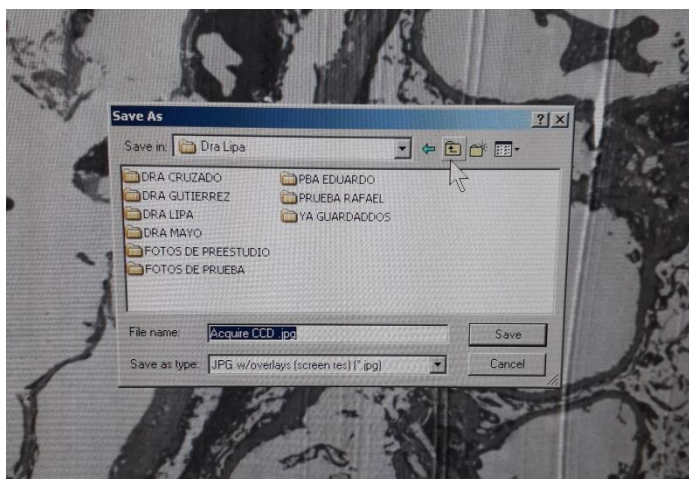 Save As
Save in: Dra Lipa
DRA CRUZADO
DRA GUTIERREZ
DRA LIPA
DRA MAYO
FOTOS DE PREESTUDIO
FOTOS DE PRUEBA
PBA EDUARDO
PRUEBA RAFAEL
YA GUARDADDOS
File name: Acquire CCD .jpg
Save
Save as type: JPG w/overlays (screen res) (*.jpg)
Cancel